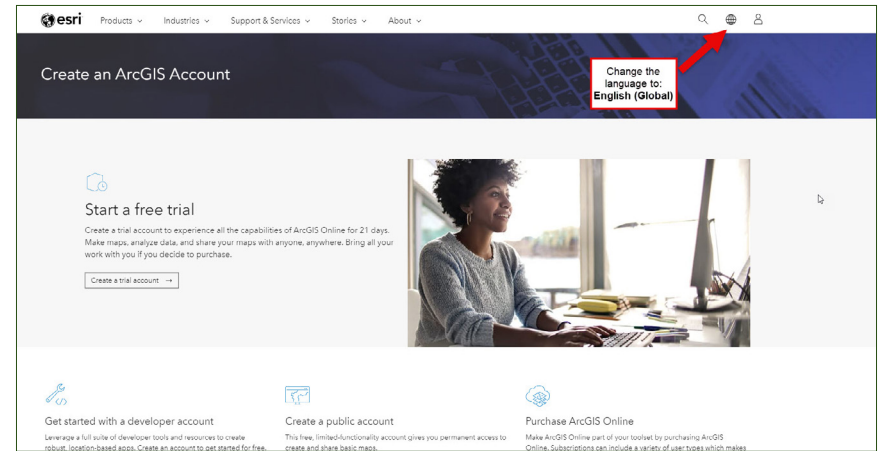 esri Products Industries Support & Services Stories About
Create an ArcGIS Account
Change the
language to:
English (Global)
Start a free trial
Create a trial account to experience all the capabilities of ArcGIS Online for 21 days.
Make maps, analyze data, and share your maps with anyone, anywhere. Bring all your
work with you if you decide to purchase.
Create a trial account →
Get started with a developer account
Leverage a full suite of developer tools and resources to create
robust, location-based apps. Create an account to get started for free.
Create a public account
This free, limited-functionality account gives you permanent access to
create and share basic maps.
Purchase ArcGIS Online
Make ArcGIS Online part of your toolset by purchasing ArcGIS
Online. Subscriptions can include a variety of user types which makes